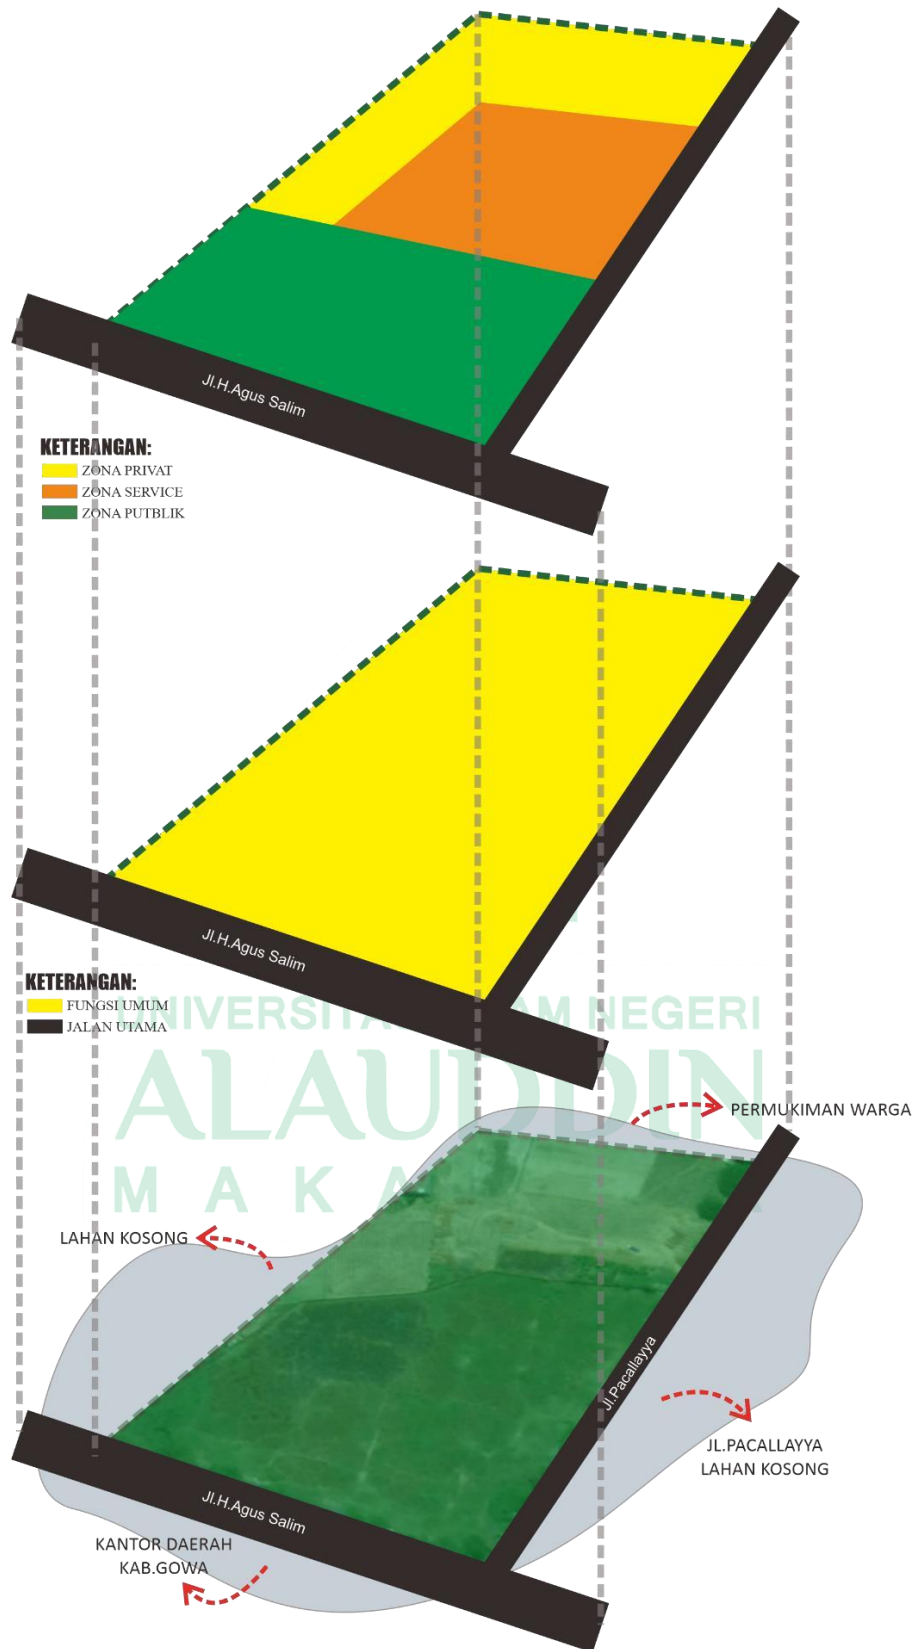 Jl.H.Agus Salim
KETERANGAN:
ZONA PRIVAT
ZONA SERVICE
ZONA PUTBLIK
Jl.H.Agus Salim
KETERANGAN:
FUNGSI UMUM
JALAN UTAMA
UNIVERSITAS ISLAM NEGERI
ALAUDDIN
MAKASSAR
PERMUKIMAN WARGA
LAHAN KOSONG
Jl.Pacallayya
JL.PACALLAYYA
LAHAN KOSONG
Jl.H.Agus Salim
KANTOR DAERAH
KAB.GOWA